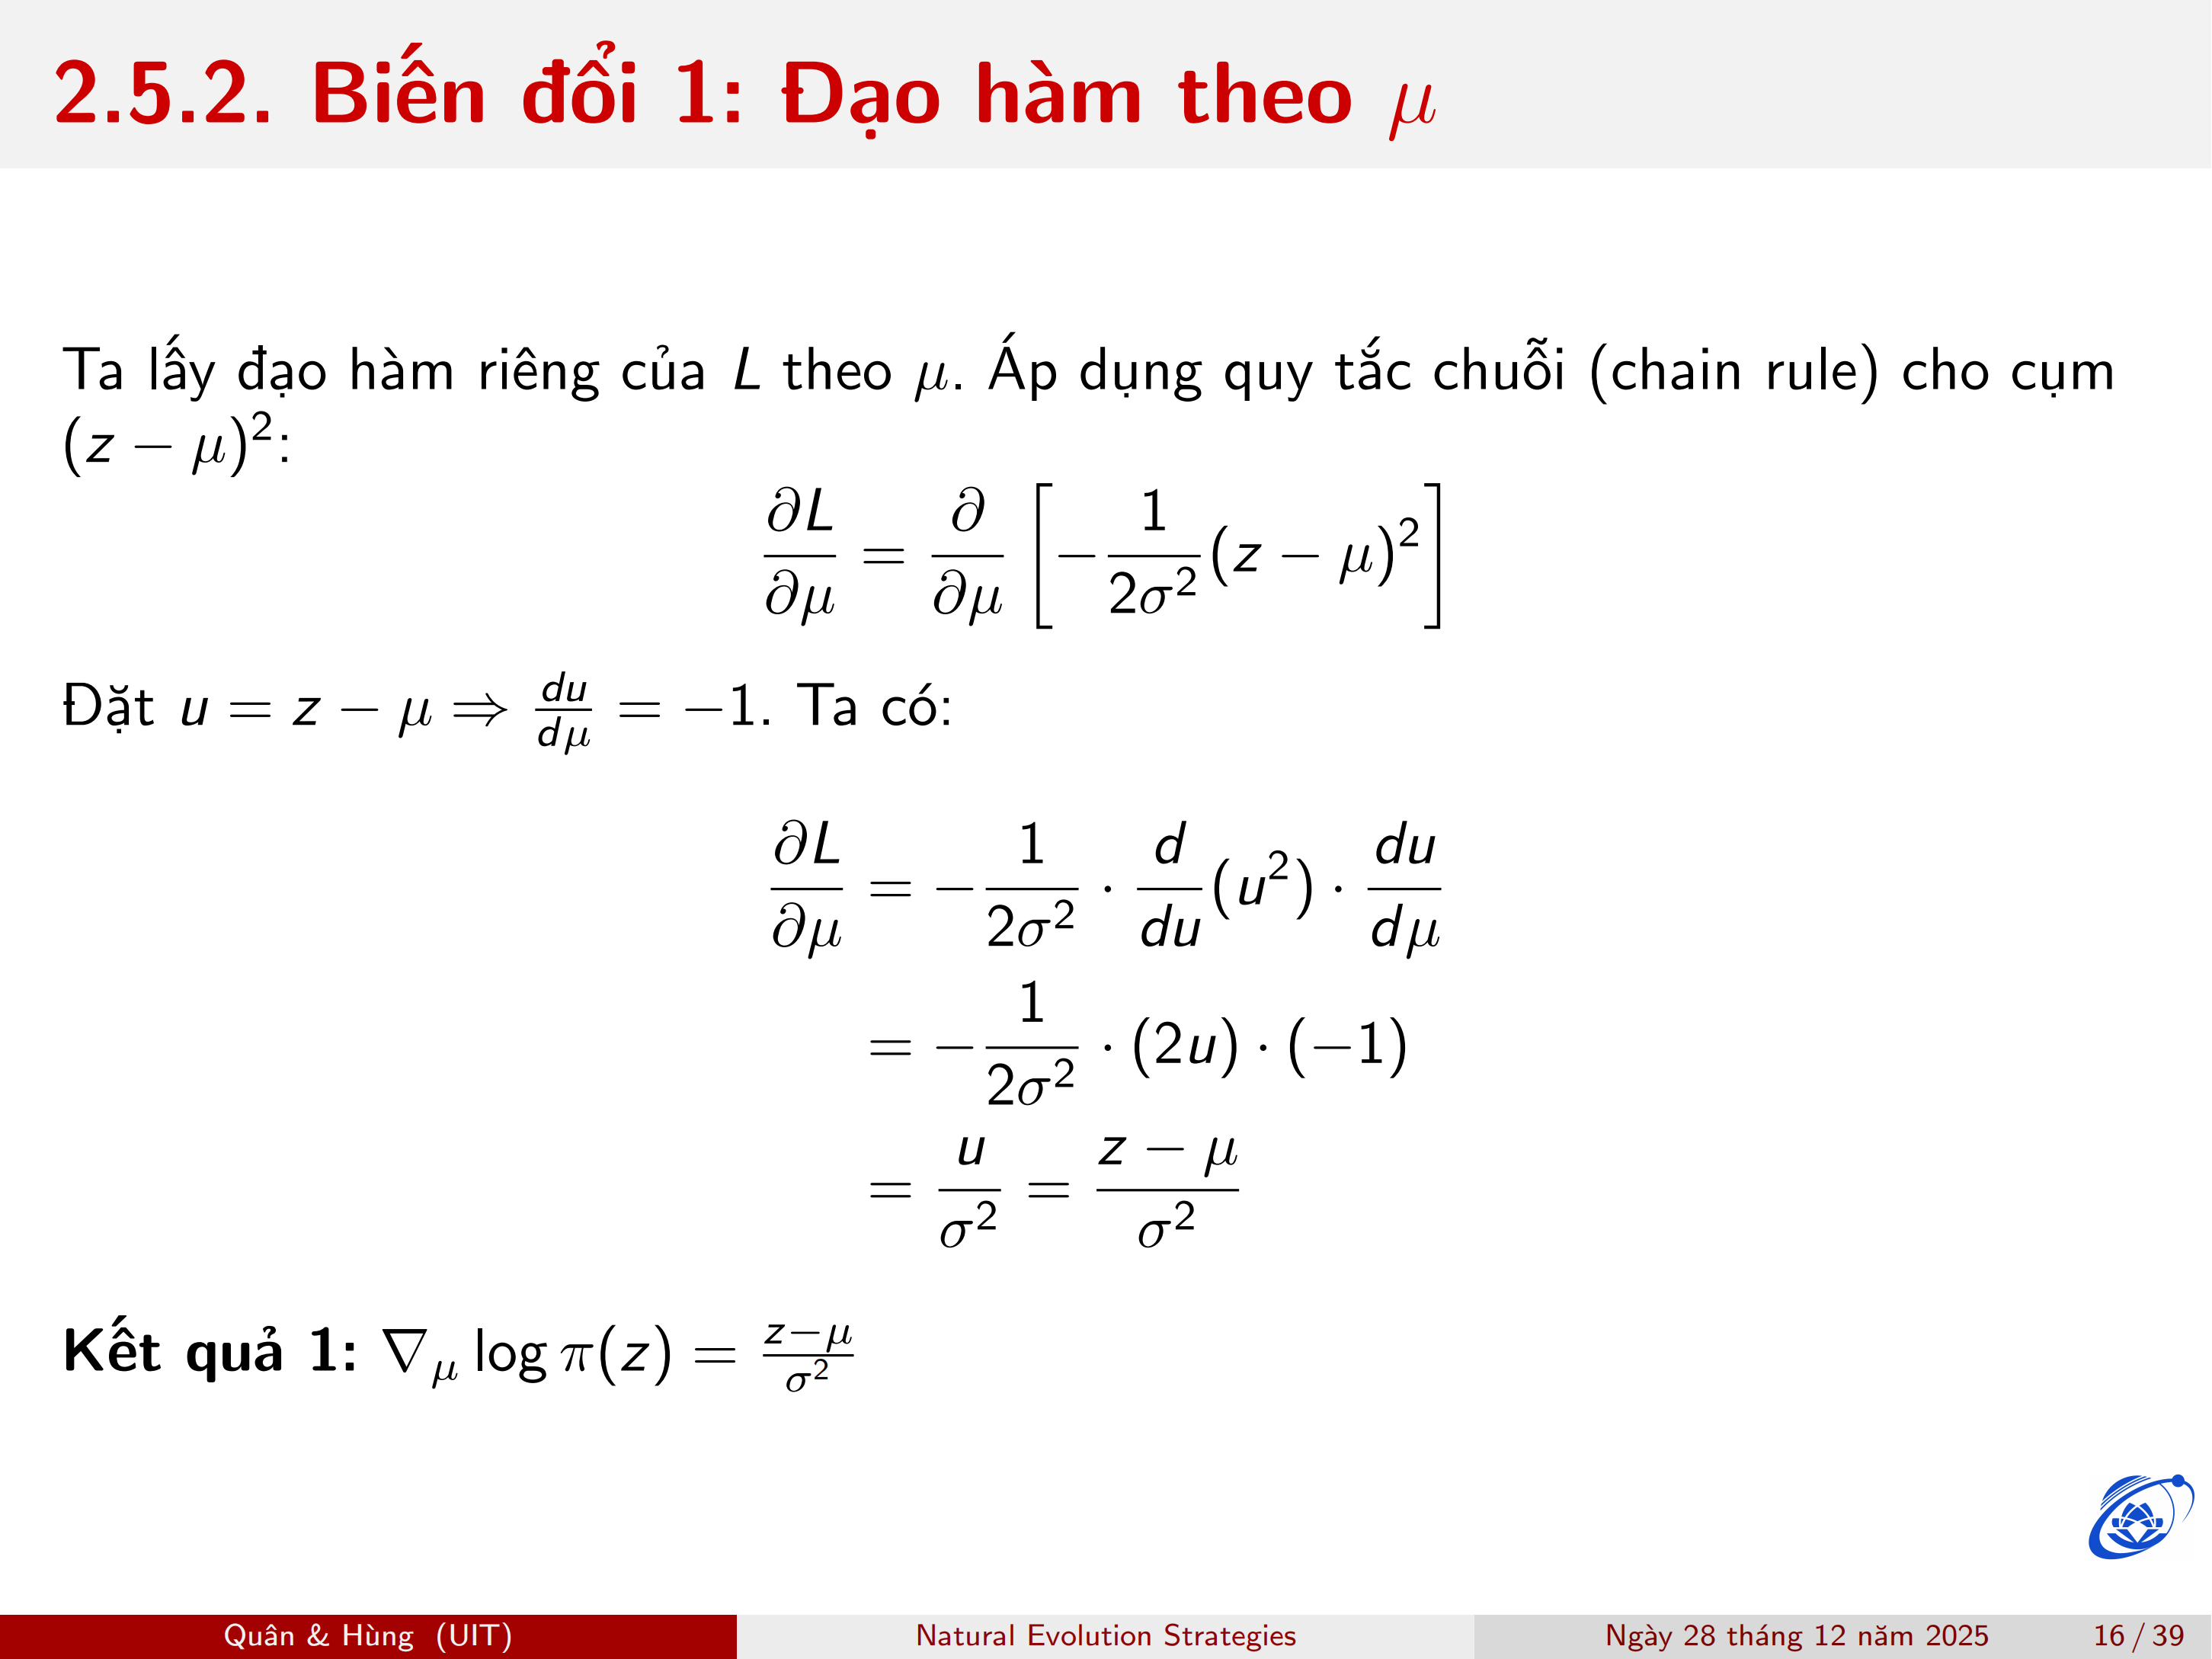 2.5.2. Biến đổi 1: Đạo hàm theo μ
Ta lấy đạo hàm riêng của L theo μ. Áp dụng quy tắc chuỗi (chain rule) cho cụm
(z − μ)²:
∂L/∂μ = ∂/∂μ [−1/(2σ²) (z − μ)²]
Đặt u = z − μ ⇒ du/dμ = −1. Ta có:
∂L/∂μ = −1/(2σ²) · d/du (u²) · du/dμ
= −1/(2σ²) · (2u) · (−1)
= u/σ² = (z − μ)/σ²
Kết quả 1: ∇μ log π(z) = (z−μ)/σ²
Quân & Hùng (UIT) Natural Evolution Strategies Ngày 28 tháng 12 năm 2025 16 / 39